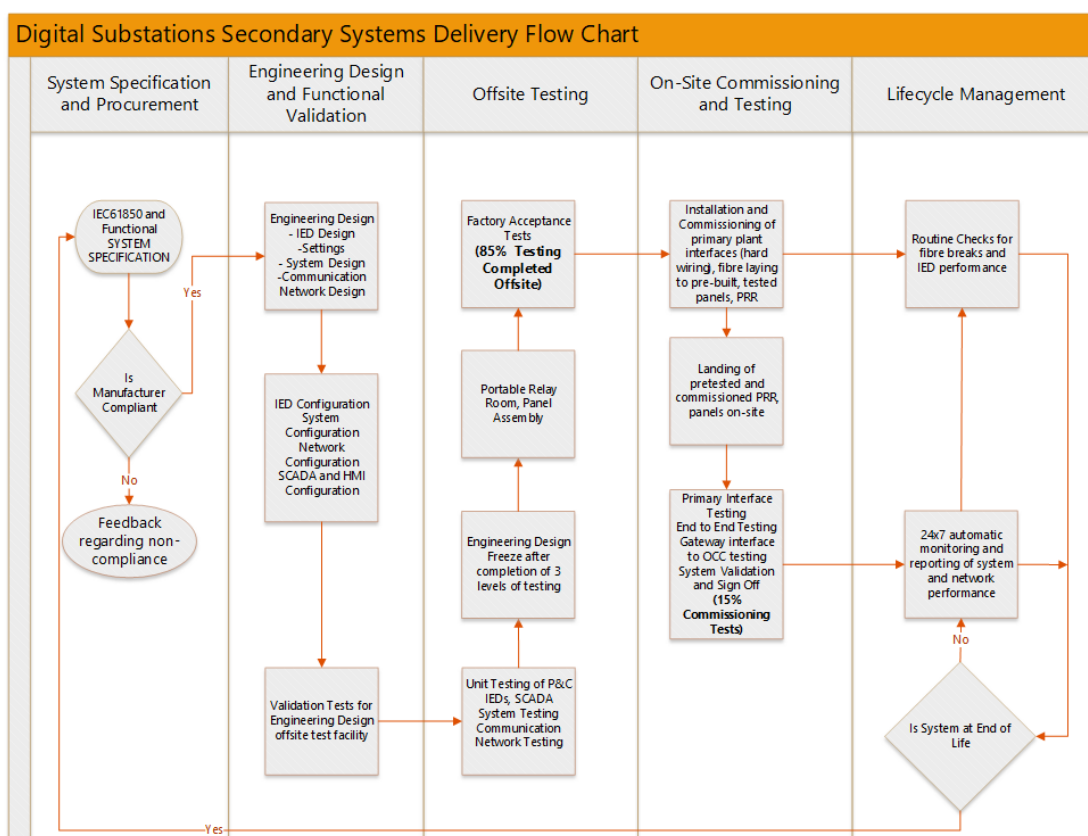 Digital Substations Secondary Systems Delivery Flow Chart
System Specification
and Procurement
Engineering Design
and Functional
Validation
Offsite Testing
On-Site Commissioning
and Testing
Lifecycle Management
IEC61850 and
Functional
SYSTEM
SPECIFICATION
Yes
Is
Manufacturer
Compliant
No
Feedback
regarding non-
compliance
Engineering Design
- IED Design
-Settings
- System Design
-Communication
Network Design
IED Configuration
System
Configuration
Network
Configuration
SCADA and HMI
Configuration
Validation Tests for
Engineering Design
offsite test facility
Factory Acceptance
Tests
(85% Testing
Completed
Offsite)
Portable Relay
Room, Panel
Assembly
Engineering Design
Freeze after
completion of 3
levels of testing
Unit Testing of P&C
IEDs, SCADA
System Testing
Communication
Network Testing
Installation and
Commissioning of
primary plant
interfaces (hard
wiring), fibre laying
to pre-built, tested
panels, PRR
Landing of
pretested and
commissioned PRR,
panels on-site
Primary Interface
Testing
End to End Testing
Gateway interface
to OCC testing
System Validation
and Sign Off
(15%
Commissioning
Tests)
Routine Checks for
fibre breaks and
IED performance
24x7 automatic
monitoring and
reporting of system
and network
performance
No
Is System at End of
Life
Yes